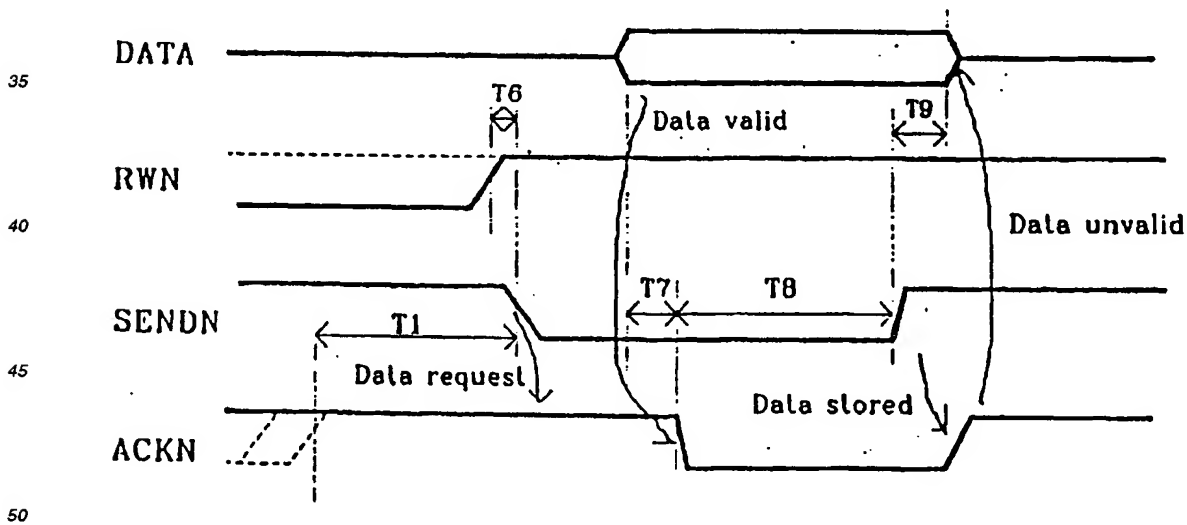 DATA
35
T6
Data valid
T9
RWN
40
Data unvalid
T7
T8
SENDN
T1
45
Data request
Data stored
ACKN
50